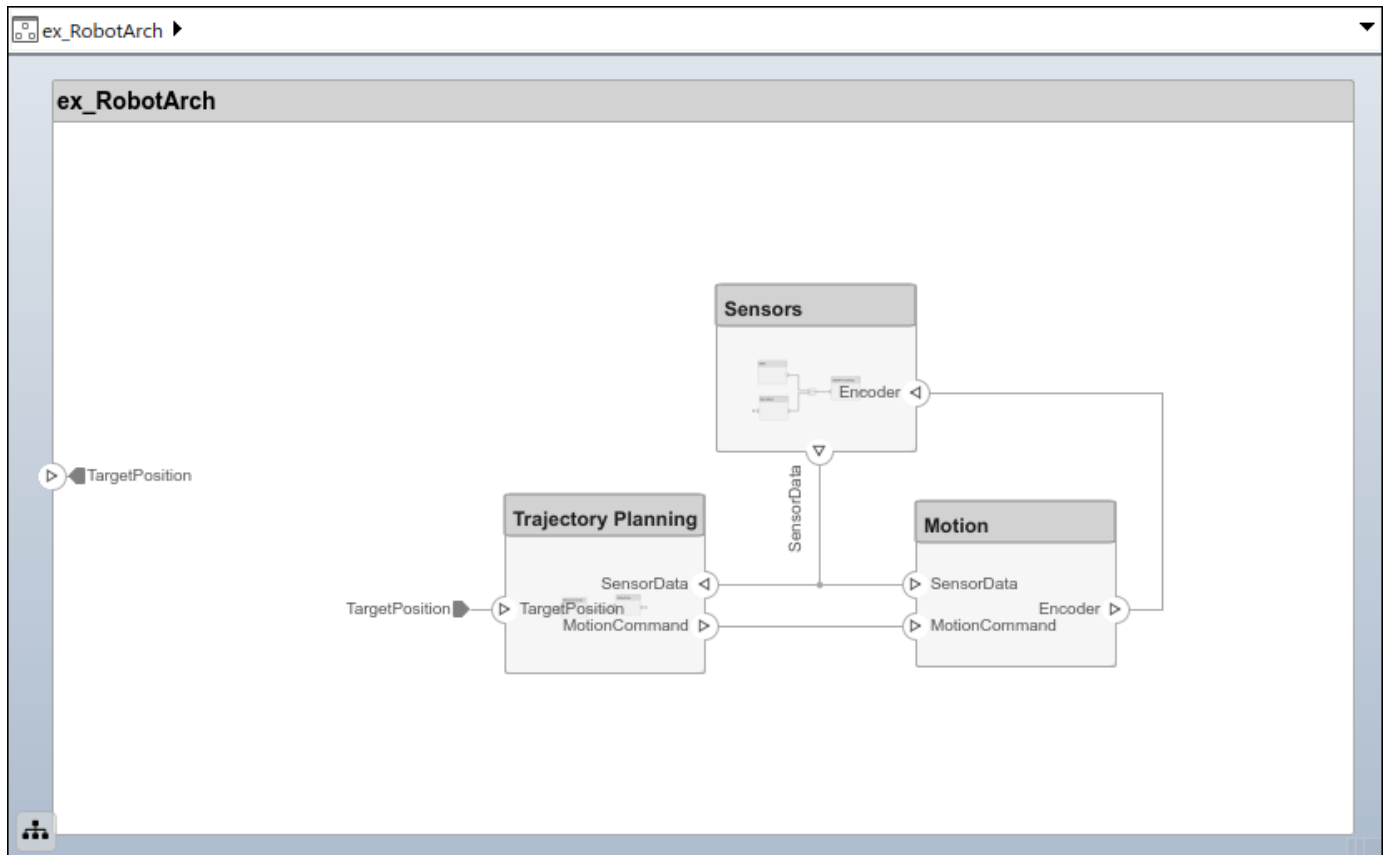 ex_RobotArch
ex_RobotArch
Sensors
Encoder
TargetPosition
SensorData
Trajectory Planning
Motion
SensorData
SensorData
TargetPosition
TargetPosition
Encoder
MotionCommand
MotionCommand